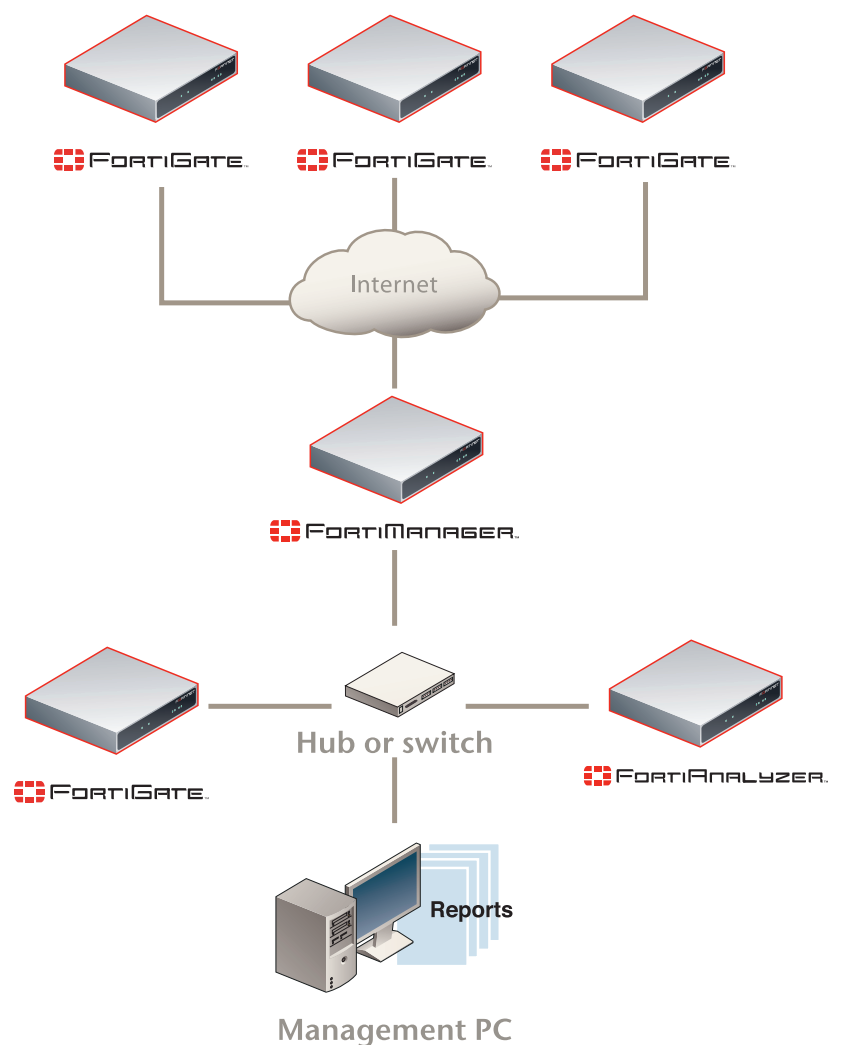 FortiGate
FortiGate
FortiGate
Internet
FortiManager
Hub or switch
FortiGate
FortiAnalyzer
Reports
Management PC